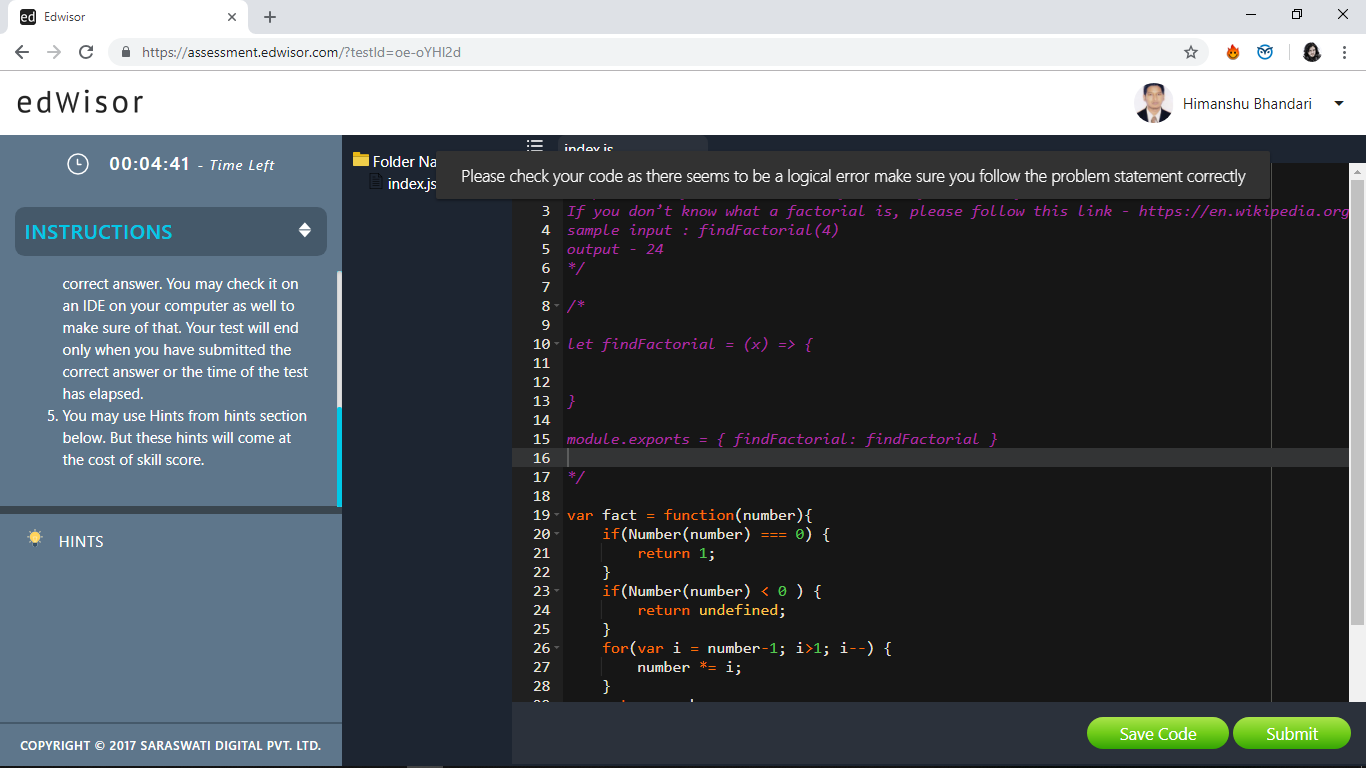 ed Edwisor
https://assessment.edwisor.com/?testId=oe-oYHl2d
edWisor
Himanshu Bhandari
00:04:41 - Time Left
INSTRUCTIONS
correct answer. You may check it on
an IDE on your computer as well to
make sure of that. Your test will end
only when you have submitted the
correct answer or the time of the test
has elapsed.
5. You may use Hints from hints section
below. But these hints will come at
the cost of skill score.
HINTS
COPYRIGHT © 2017 SARASWATI DIGITAL PVT. LTD.
Folder Na
index.js
index.js
Please check your code as there seems to be a logical error make sure you follow the problem statement correctly
3 If you don't know what a factorial is, please follow this link - https://en.wikipedia.org
4 sample input : findFactorial(4)
5 output - 24
6 */
7
8 /*
9
10 let findFactorial = (x) => {
11
12
13 }
14
15 module.exports = { findFactorial: findFactorial }
16
17 */
18
19 var fact = function(number){
20 if(Number(number) === 0) {
21 return 1;
22 }
23 if(Number(number) < 0 ) {
24 return undefined;
25 }
26 for(var i = number-1; i>1; i--) {
27 number *= i;
28 }
Save Code
Submit